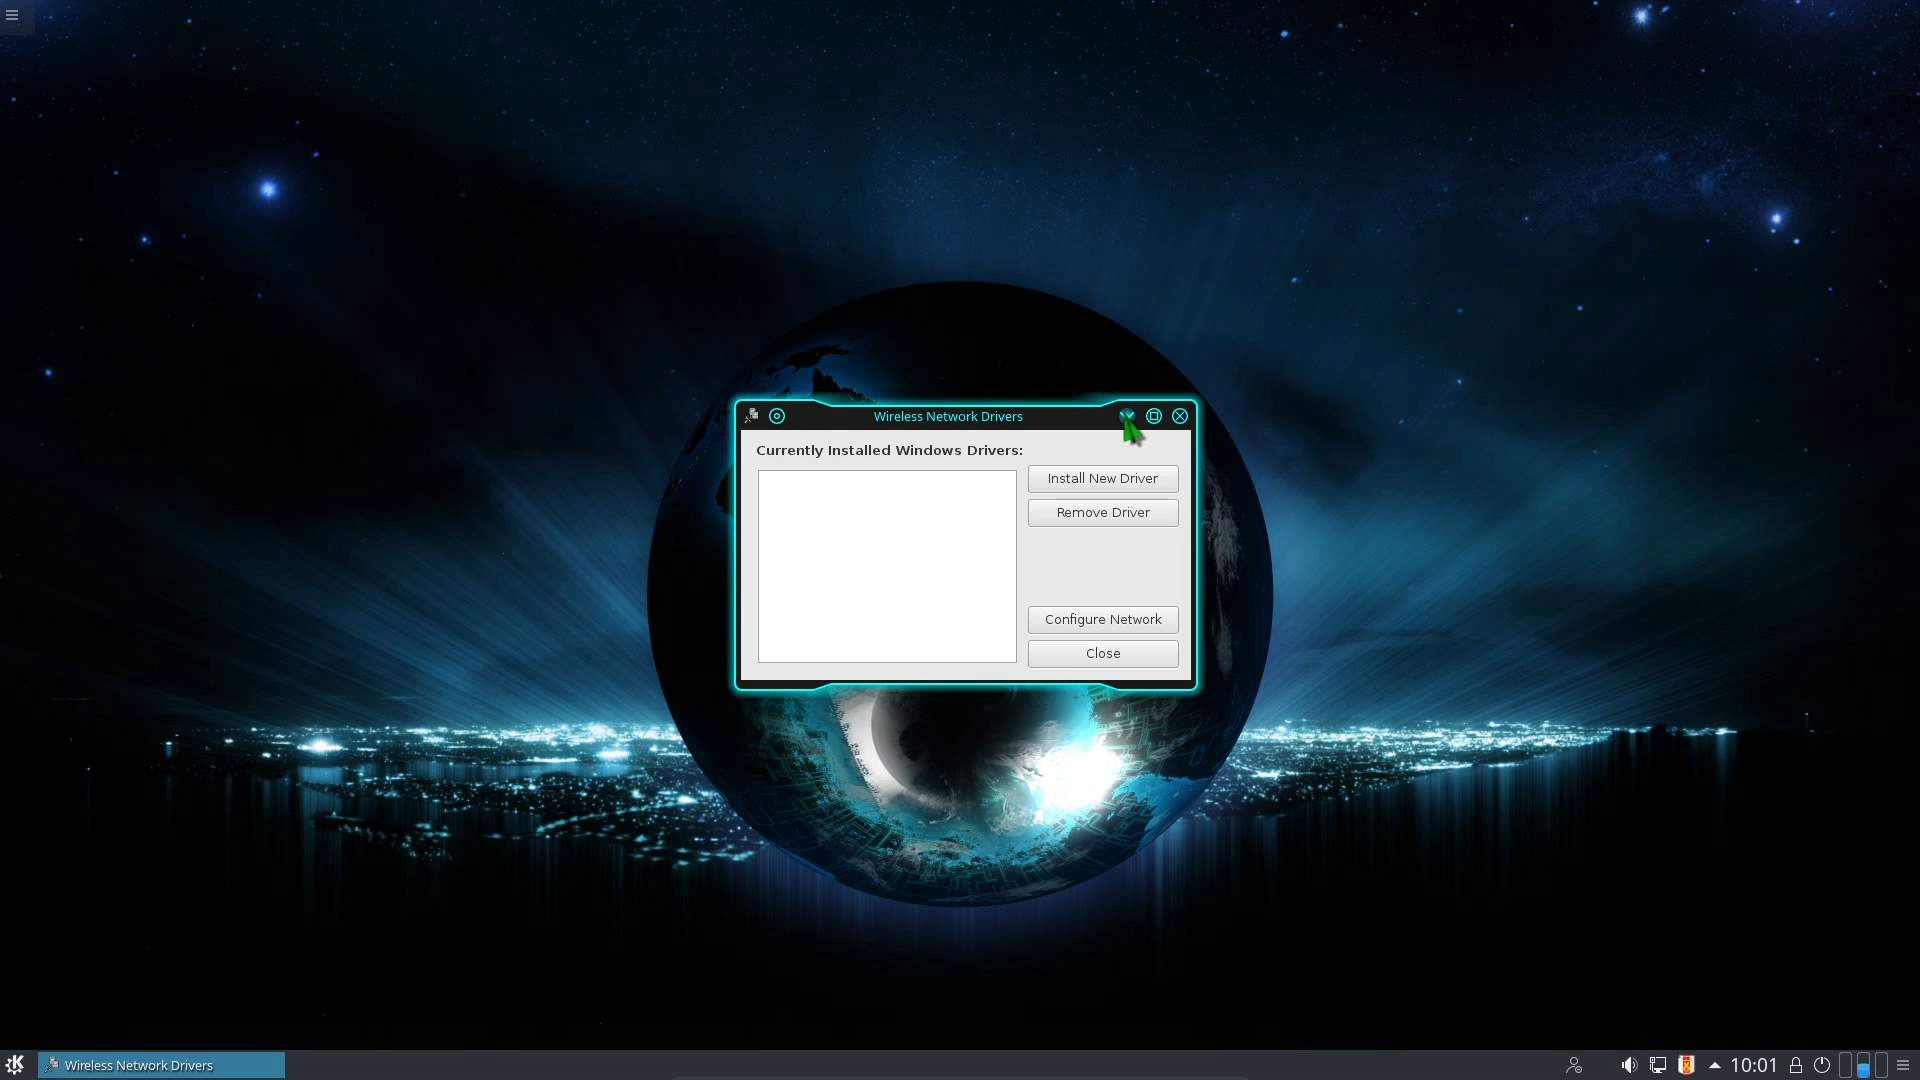 Wireless Network Drivers
Currently Installed Windows Drivers:
Install New Driver
Remove Driver
Configure Network
Close
Wireless Network Drivers
10:01